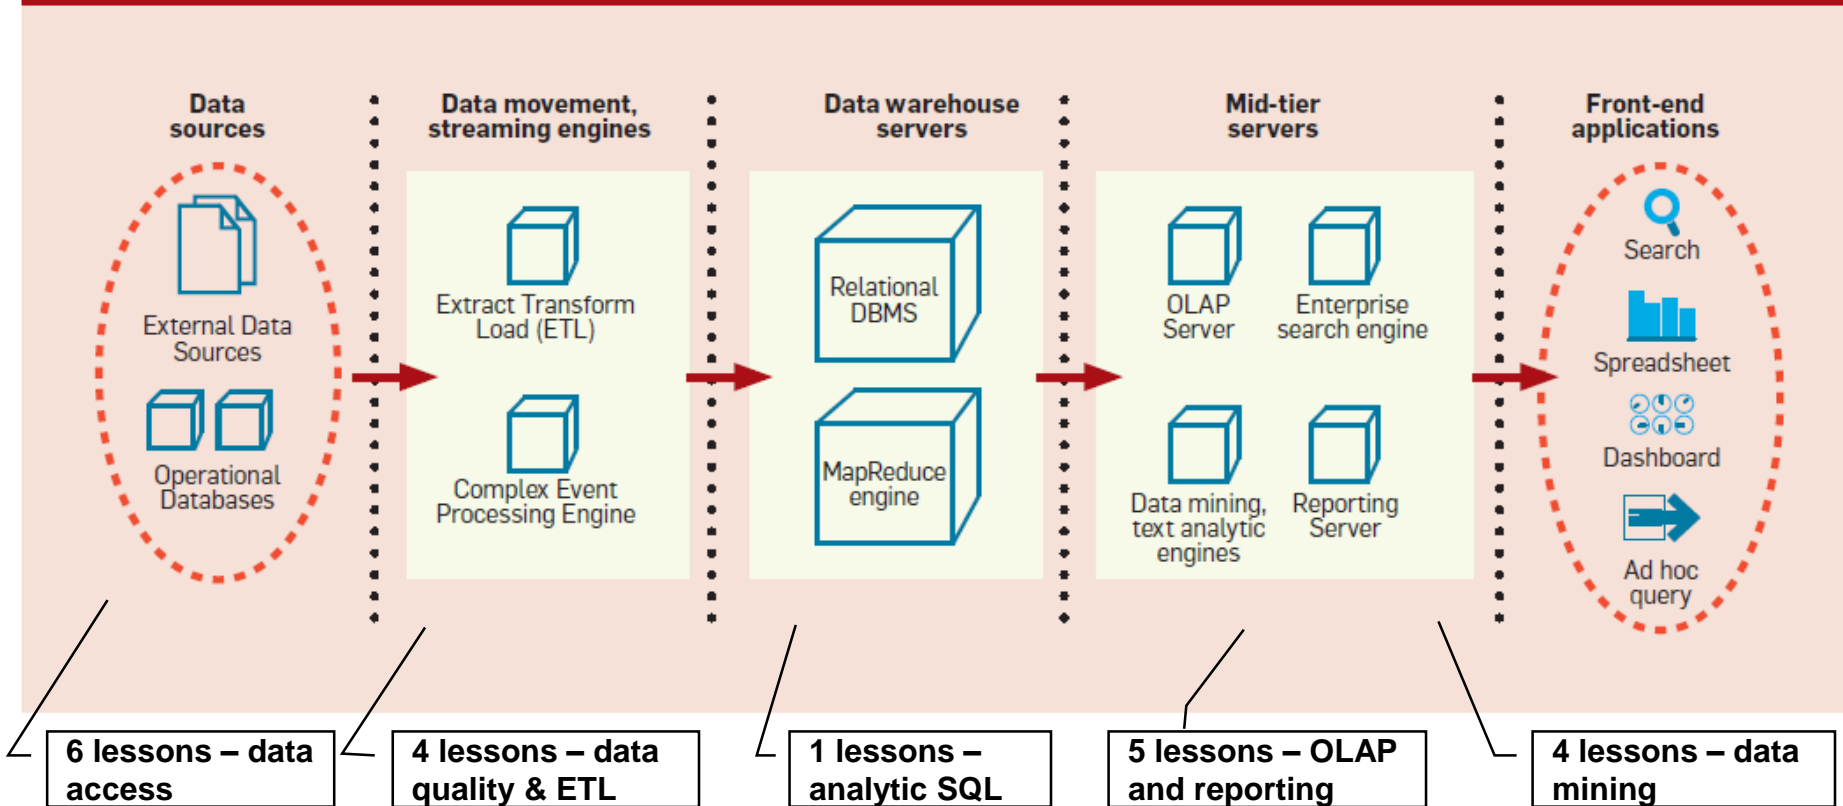 Data
sources
Data movement,
streaming engines
Data warehouse
servers
Mid-tier
servers
Front-end
applications
External Data
Sources
Operational
Databases
Extract Transform
Load (ETL)
Complex Event
Processing Engine
Relational
DBMS
MapReduce
engine
OLAP
Server
Enterprise
search engine
Data mining,
text analytic
engines
Reporting
Server
Search
Spreadsheet
Dashboard
Ad hoc
query
6 lessons – data
access
4 lessons – data
quality & ETL
1 lessons –
analytic SQL
5 lessons – OLAP
and reporting
4 lessons – data
mining